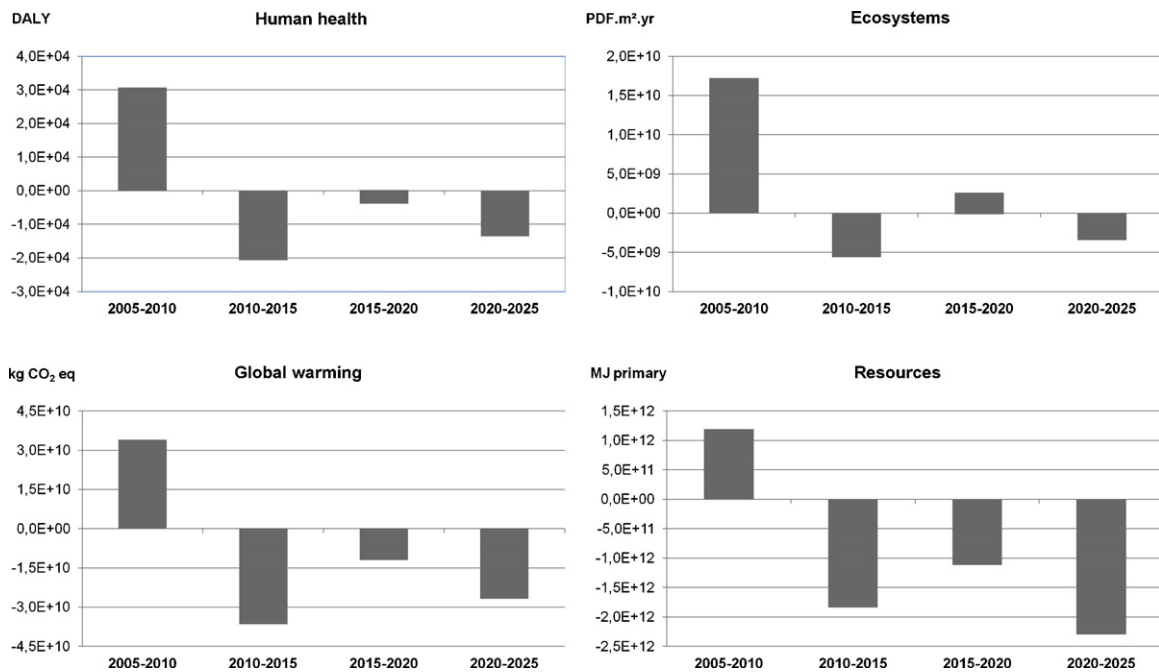 DALY Human health
4,0E+04
3,0E+04
2,0E+04
1,0E+04
0,0E+00
-1,0E+04
-2,0E+04
-3,0E+04
2005-2010 2010-2015 2015-2020 2020-2025
PDF.m².yr Ecosystems
2,0E+10
1,5E+10
1,0E+10
5,0E+09
0,0E+00
-5,0E+09
-1,0E+10
2005-2010 2010-2015 2015-2020 2020-2025
kg CO₂ eq Global warming
4,5E+10
3,0E+10
1,5E+10
0,0E+00
-1,5E+10
-3,0E+10
-4,5E+10
2005-2010 2010-2015 2015-2020 2020-2025
MJ primary Resources
1,5E+12
1,0E+12
5,0E+11
0,0E+00
-5,0E+11
-1,0E+12
-1,5E+12
-2,0E+12
-2,5E+12
2005-2010 2010-2015 2015-2020 2020-2025